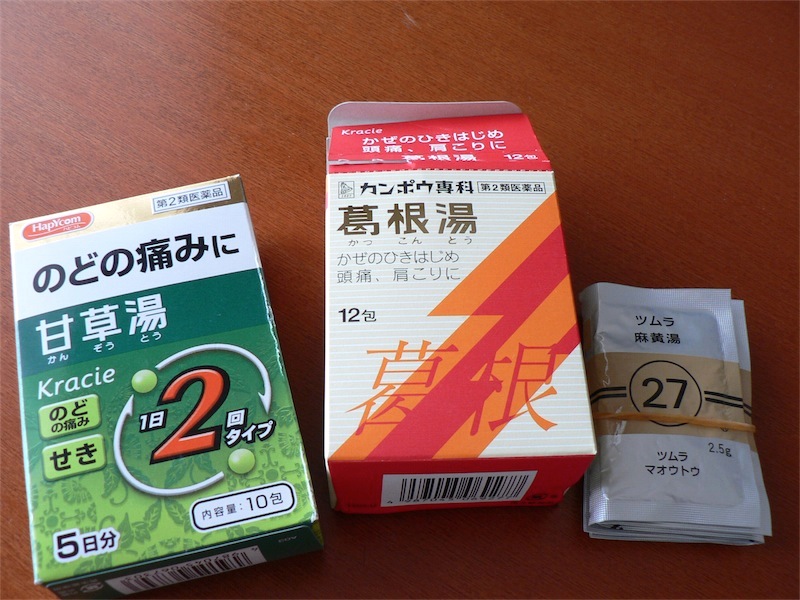 HapYcom
第2類医薬品
のどの痛みに
甘草湯
かん ぞう とう
Kracie
のど
の痛み
せき
1日2回
タイプ
内容量:10包
5日分
Kracie
かぜのひきはじめ
頭痛、肩こりに
葛根湯 12包
カンポウ専科 第2類医薬品
葛根湯
かっ こん とう
かぜのひきはじめ
頭痛、肩こりに
12包
葛根
ツムラ
麻黄湯
27
2.5g
ツムラ
マオウトウ